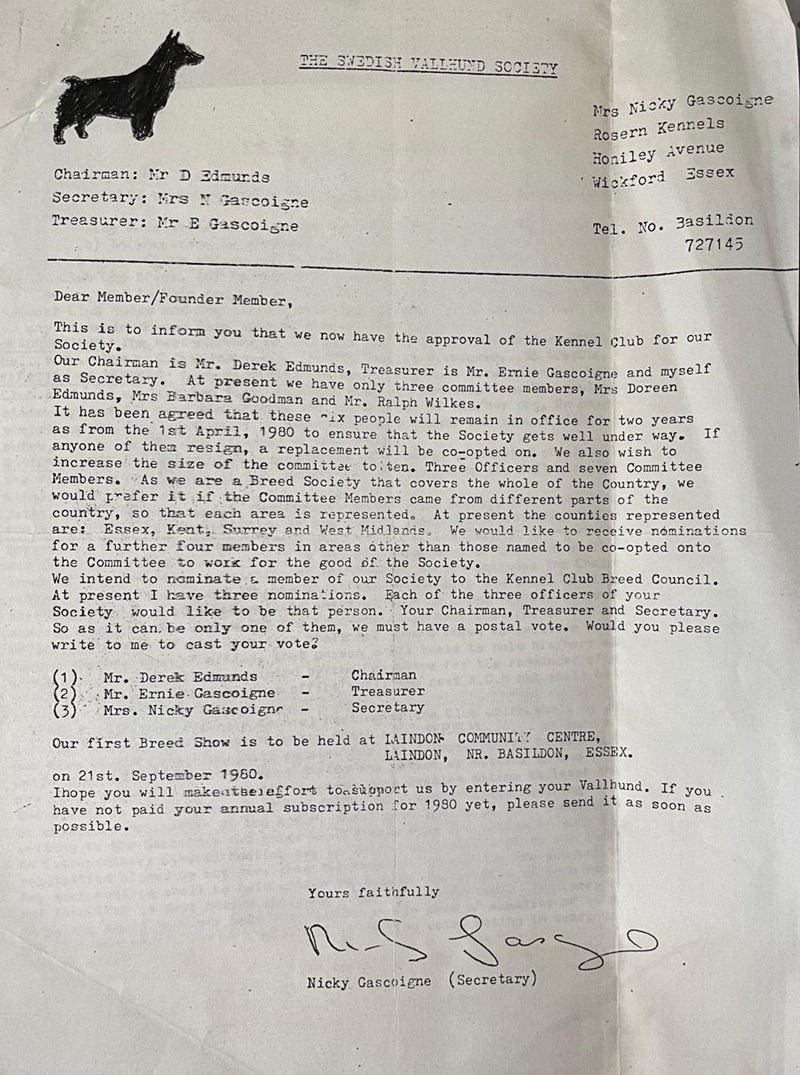 THE SWEDISH VALLHUND SOCIETY
Mrs Nicky Gascoigne
Rosern Kennels
Honiley Avenue
Wickford Essex
Tel. No. Basildon
727145
Chairman: Mr D Edmunds
Secretary: Mrs N Gascoigne
Treasurer: Mr E Gascoigne
Dear Member/Founder Member,
This is to inform you that we now have the approval of the Kennel Club for our
Society.
Our Chairman is Mr. Derek Edmunds, Treasurer is Mr. Ernie Gascoigne and myself
as Secretary. At present we have only three committee members, Mrs Doreen
Edmunds, Mrs Barbara Goodman and Mr. Ralph Wilkes.
It has been agreed that these six people will remain in office for two years
as from the 1st April, 1980 to ensure that the Society gets well under way. If
anyone of them resign, a replacement will be co-opted on. We also wish to
increase the size of the committee to ten. Three Officers and seven Committee
Members. As we are a Breed Society that covers the whole of the Country, we
would prefer it if the Committee Members came from different parts of the
country, so that each area is represented. At present the counties represented
are: Essex, Kent, Surrey and West Midlands. We would like to receive nominations
for a further four members in areas other than those named to be co-opted onto
the Committee to work for the good of the Society.
We intend to nominate a member of our Society to the Kennel Club Breed Council.
At present I have three nominations. Each of the three officers of your
Society would like to be that person. Your Chairman, Treasurer and Secretary.
So as it can be only one of them, we must have a postal vote. Would you please
write to me to cast your vote?
(1) Mr. Derek Edmunds - Chairman
(2) Mr. Ernie Gascoigne - Treasurer
(3) Mrs. Nicky Gascoigne - Secretary
Our first Breed Show is to be held at LAINDON COMMUNITY CENTRE,
LAINDON, NR. BASILDON, ESSEX.
on 21st. September 1980.
Ihope you will make the effort to support us by entering your Vallhund. If you
have not paid your annual subscription for 1980 yet, please send it as soon as
possible.
Yours faithfully
Nicky Gascoigne (Secretary)